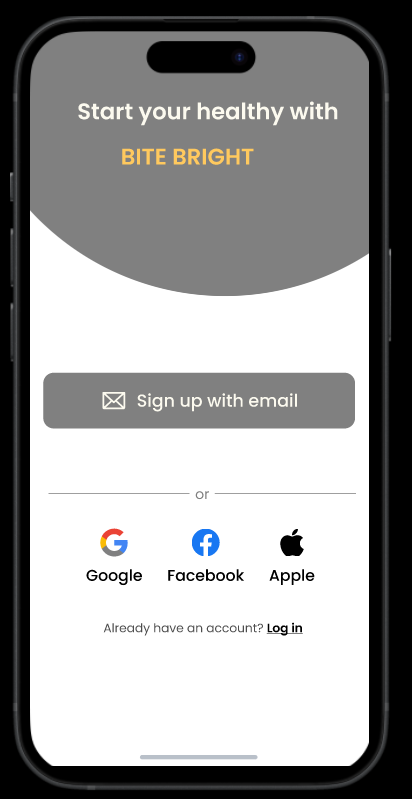 Start your healthy with
BITE BRIGHT
Sign up with email
or
Google Facebook Apple
Already have an account? Log in